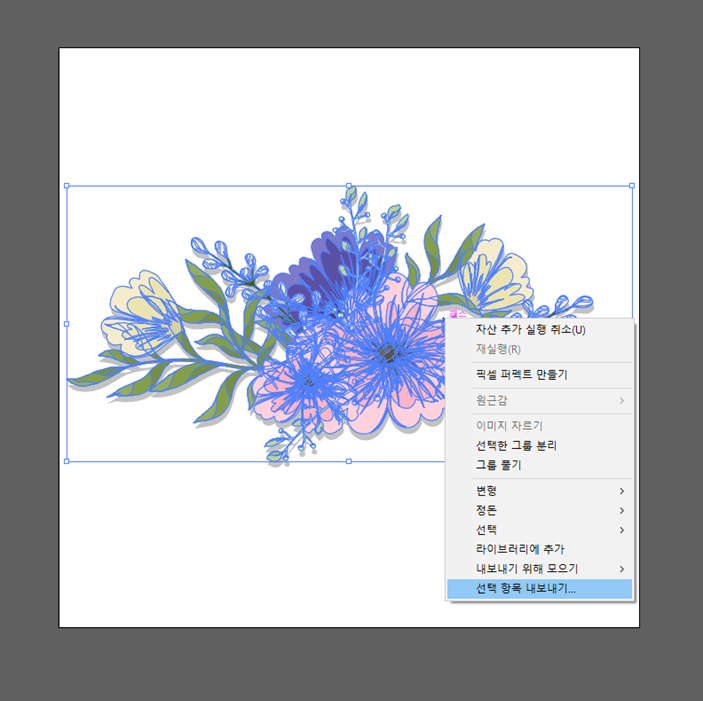 자산 추가 실행 취소(U)
재실행(R)
픽셀 퍼펙트 만들기
원근감
이미지 자르기
선택한 그룹 분리
그룹 풀기
변형
정돈
선택
라이브러리에 추가
내보내기 위해 모으기
선택 항목 내보내기...